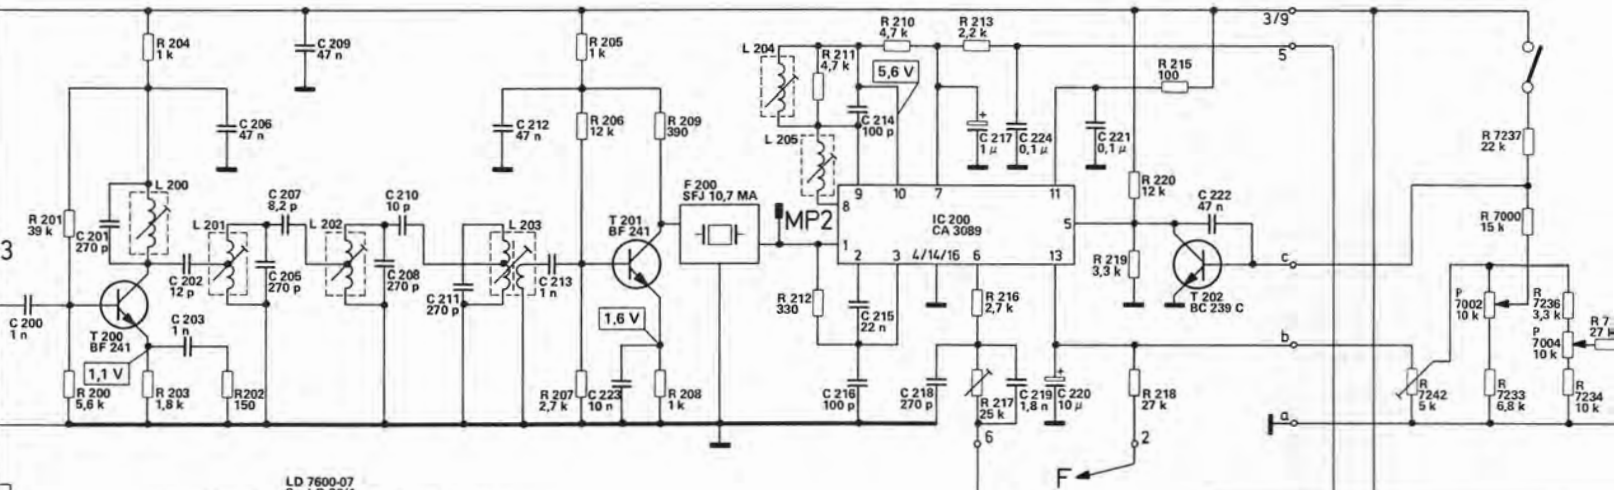 R 204
1 k
C 209
47 n
R 205
1 k
L 204
R 211
4,7 k
R 210
4,7 k
R 213
2,2 k
3/9
5
5,6 V
R 215
100
C 206
47 n
C 212
47 n
R 206
12 k
R 209
390
C 214
100 p
L 205
C 217
1 μ
C 224
0,1 μ
C 221
0,1 μ
R 7237
22 k
L 200
R 201
39 k
C 201
270 p
L 201
C 207
8,2 p
L 202
C 210
10 p
L 203
F 200
SFJ 10,7 MA
T 201
BF 241
MP2
9
10
7
11
8
1
IC 200
CA 3089
5
2
3
4/14/16
6
13
R 220
12 k
C 222
47 n
R 7000
15 k
3
C 202
12 p
C 205
270 p
C 208
270 p
C 211
270 p
C 213
1 n
R 219
3,3 k
T 202
BC 239 C
c
C 200
1 n
T 200
BF 241
C 203
1 n
1,6 V
R 212
330
C 215
22 n
R 216
2,7 k
P
7002
10 k
R
7236
3,3 k
P
7004
10 k
b
1,1 V
R 200
5,6 k
R 203
1,8 k
R 202
150
R 207
2,7 k
C 223
10 n
R 208
1 k
C 216
100 p
C 218
270 p
R 217
25 k
C 219
1,8 n
C 220
10 μ
R 218
27 k
R
7242
5 k
R
7233
6,8 k
R
7234
10 k
a
6
2
F
LD 7600-07